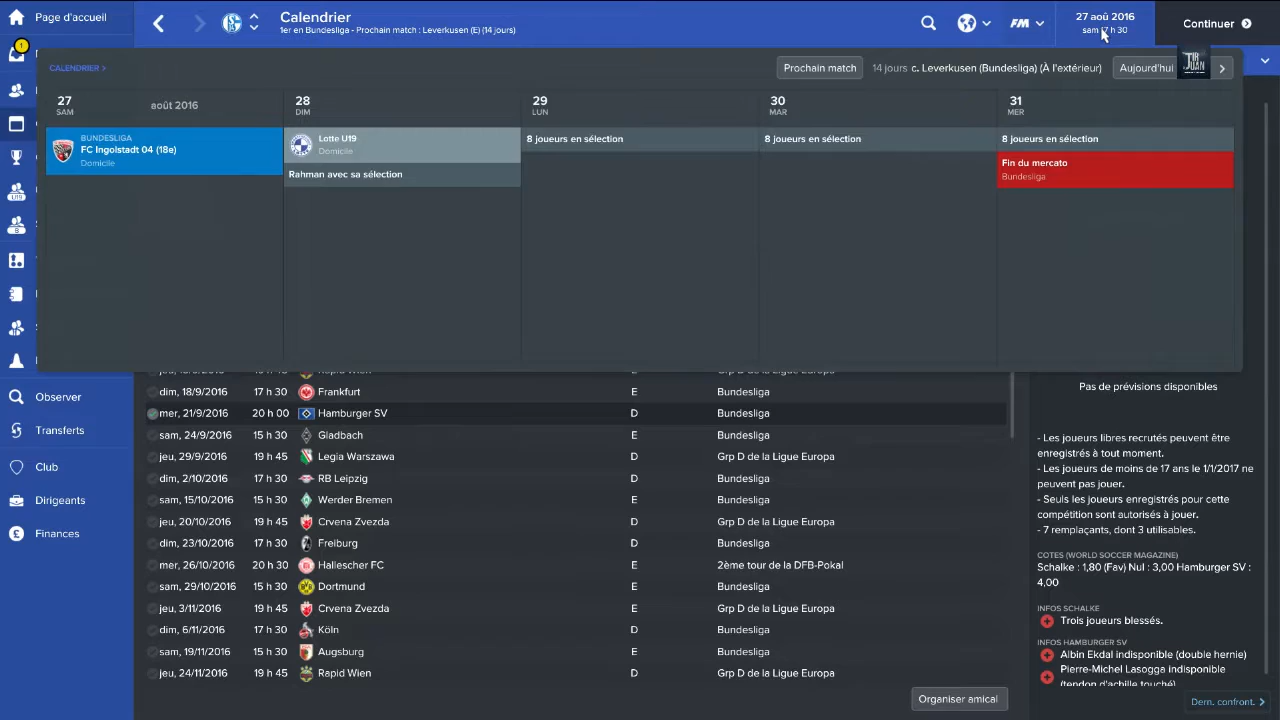 Page d'accueil
Calendrier
1er en Bundesliga - Prochain match : Leverkusen (E) (14 jours)
FM
27 aoû 2016
sam 17 h 30
Continuer
1
CALENDRIER >
Prochain match
14 jours c. Leverkusen (Bundesliga) (À l'extérieur)
Aujourd'hui
27
SAM
août 2016
28
DIM
29
LUN
30
MAR
31
MER
BUNDESLIGA
FC Ingolstadt 04 (18e)
Domicile
Lotte U19
Domicile
Rahman avec sa sélection
8 joueurs en sélection
8 joueurs en sélection
8 joueurs en sélection
Fin du mercato
Bundesliga
U19
B
Observer
Transferts
Club
Dirigeants
Finances
dim, 18/9/2016 17 h 30 Frankfurt E Bundesliga
mer, 21/9/2016 20 h 00 Hamburger SV D Bundesliga
sam, 24/9/2016 15 h 30 Gladbach E Bundesliga
jeu, 29/9/2016 19 h 45 Legia Warszawa D Grp D de la Ligue Europa
dim, 2/10/2016 17 h 30 RB Leipzig D Bundesliga
sam, 15/10/2016 15 h 30 Werder Bremen E Bundesliga
jeu, 20/10/2016 19 h 45 Crvena Zvezda D Grp D de la Ligue Europa
dim, 23/10/2016 17 h 30 Freiburg D Bundesliga
mer, 26/10/2016 20 h 30 Hallescher FC E 2ème tour de la DFB-Pokal
sam, 29/10/2016 15 h 30 Dortmund E Bundesliga
jeu, 3/11/2016 19 h 45 Crvena Zvezda E Grp D de la Ligue Europa
dim, 6/11/2016 17 h 30 Köln D Bundesliga
sam, 19/11/2016 15 h 30 Augsburg E Bundesliga
jeu, 24/11/2016 19 h 45 Rapid Wien D Grp D de la Ligue Europa
Organiser amical
Pas de prévisions disponibles
- Les joueurs libres recrutés peuvent être
enregistrés à tout moment.
- Les joueurs de moins de 17 ans le 1/1/2017 ne
peuvent pas jouer.
- Seuls les joueurs enregistrés pour cette
compétition sont autorisés à jouer.
- 7 remplaçants, dont 3 utilisables.
COTES (WORLD SOCCER MAGAZINE)
Schalke : 1,80 (Fav) Nul : 3,00 Hamburger SV :
4,00
INFOS SCHALKE
Trois joueurs blessés.
INFOS HAMBURGER SV
Albin Ekdal indisponible (double hernie)
Pierre-Michel Lasogga indisponible
(tendon d'achille touché)
Dern. confront. >